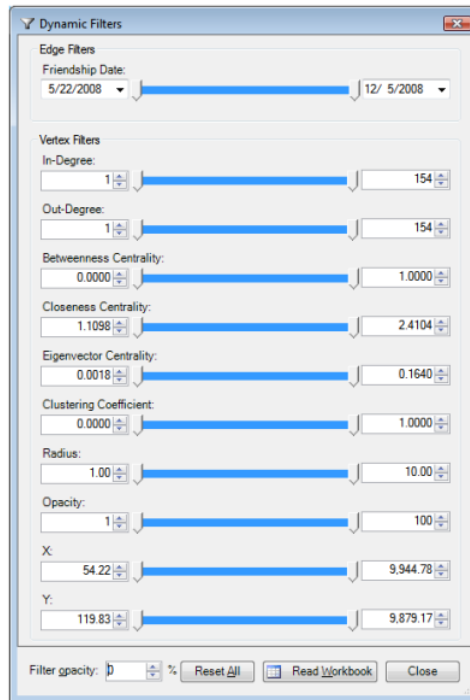 Dynamic Filters
Edge Filters
Friendship Date:
5/22/2008 12/ 5/2008
Vertex Filters
In-Degree:
1 154
Out-Degree:
1 154
Betweenness Centrality:
0.0000 1.0000
Closeness Centrality:
1.1098 2.4104
Eigenvector Centrality:
0.0018 0.1640
Clustering Coefficient:
0.0000 1.0000
Radius:
1.00 10.00
Opacity:
1 100
X:
54.22 9,944.78
Y:
119.83 9,879.17
Filter opacity: 0 % Reset All Read Workbook Close